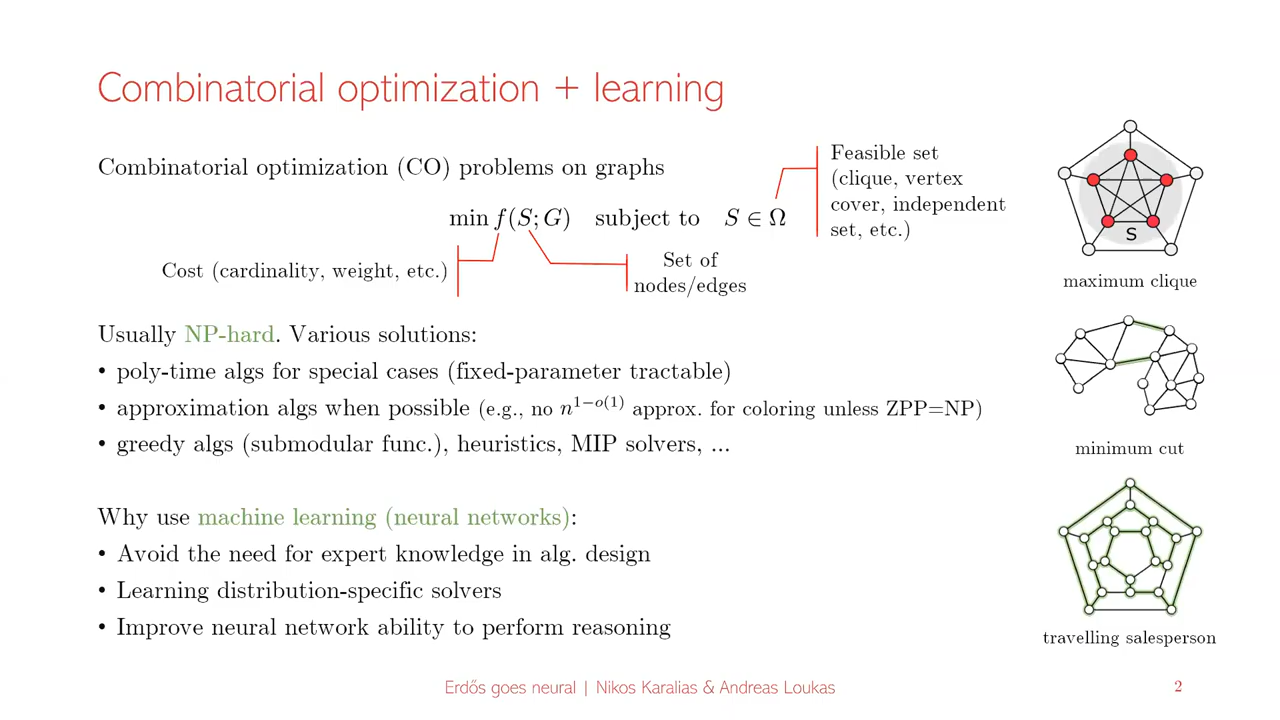 Combinatorial optimization + learning
Combinatorial optimization (CO) problems on graphs
Feasible set
(clique, vertex
cover, independent
set, etc.)
min f(S; G) subject to S ∈ Ω
Cost (cardinality, weight, etc.)
Set of
nodes/edges
Usually NP-hard. Various solutions:
• poly-time algs for special cases (fixed-parameter tractable)
• approximation algs when possible (e.g., no n^{1−o(1)} approx. for coloring unless ZPP=NP)
• greedy algs (submodular func.), heuristics, MIP solvers, ...
Why use machine learning (neural networks):
• Avoid the need for expert knowledge in alg. design
• Learning distribution-specific solvers
• Improve neural network ability to perform reasoning
S
maximum clique
minimum cut
travelling salesperson
Erdős goes neural | Nikos Karalias & Andreas Loukas
2